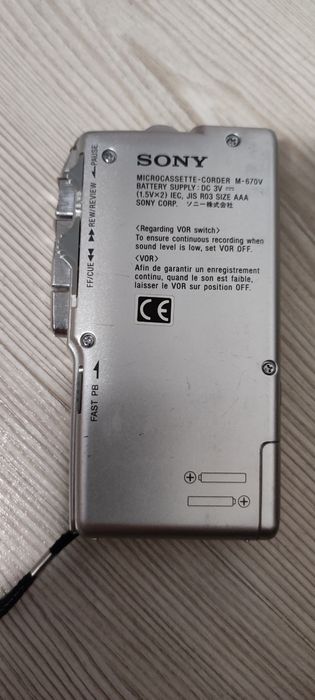 SONY
MICROCASSETTE-CORDER M-670V
BATTERY SUPPLY : DC 3V ⎓
(1.5V×2) IEC, JIS R03 SIZE AAA
SONY CORP. ソニー株式会社
<Regarding VOR switch>
To ensure continuous recording when
sound level is low, set VOR OFF.
<VOR>
Afin de garantir un enregistrement
continu, quand le son est faible,
laisser le VOR sur position OFF.
CE
FAST PB →
FF/CUE ◀◀ ▶▶ REW/REVIEW ←PAUSE
⊕
⊕